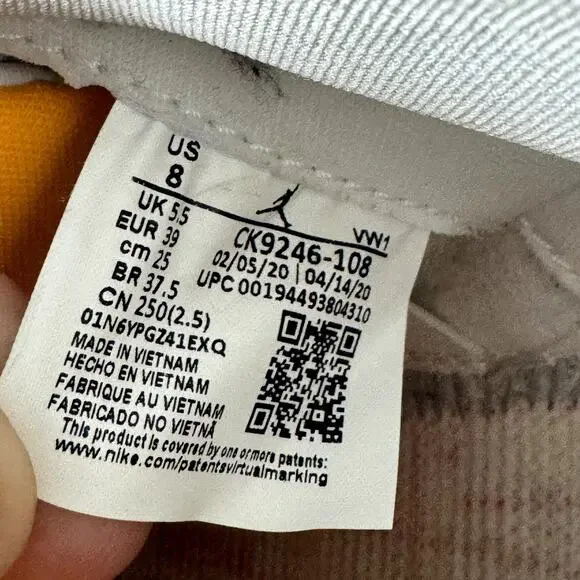 US
8
UK 5.5
EUR 39
cm 25
BR 37.5
CN 250(2.5)
VW1
CK9246-108
02/05/20 | 04/14/20
UPC 00194493804310
01N6YPGZ41EXQ
MADE IN VIETNAM
HECHO EN VIETNAM
FABRIQUE AU VIETNAM
FABRICADO NO VIETNÃ
This product is covered by one or more patents:
www.nike.com/patentsvirtualmarking